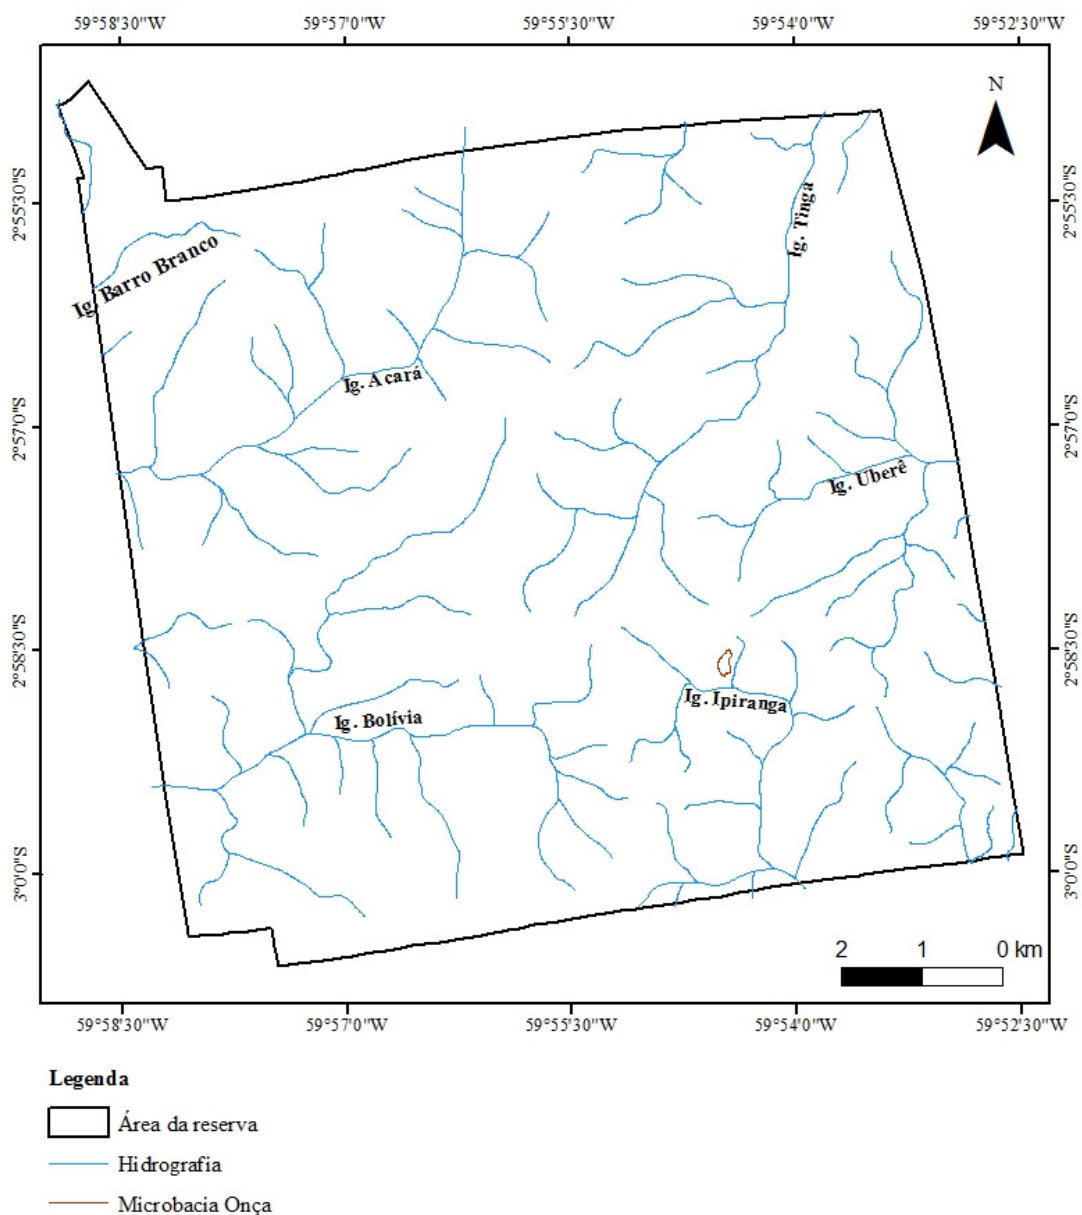 59°58'30"W 59°57'0"W 59°55'30"W 59°54'0"W 59°52'30"W
N
2°55'30"S 2°55'30"S
Ig. Tinga
Ig. Barro Branco
Ig. Acará
2°57'0"S 2°57'0"S
Ig. Uberê
2°58'30"S 2°58'30"S
Ig. Ipiranga
Ig. Bolívia
3°0'0"S 3°0'0"S
2 1 0 km
59°58'30"W 59°57'0"W 59°55'30"W 59°54'0"W 59°52'30"W
Legenda
Área da reserva
Hidrografia
Microbacia Onça